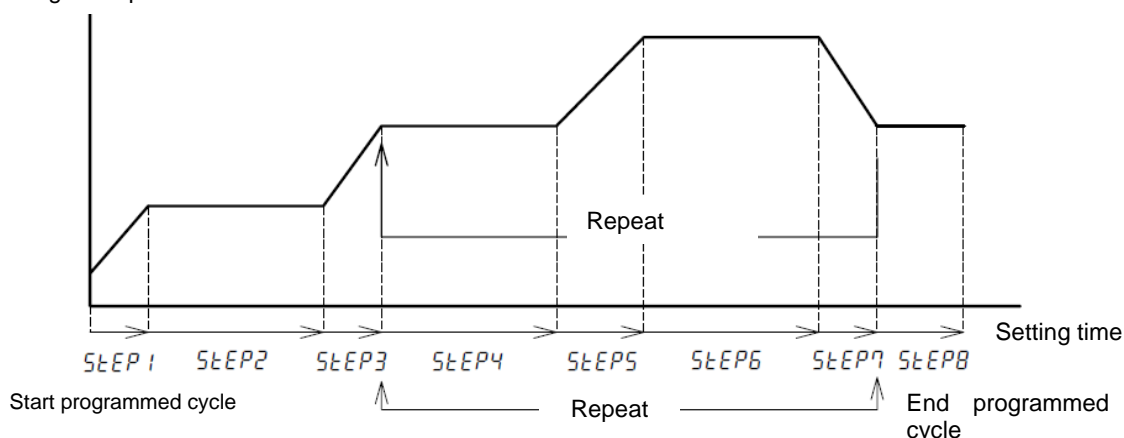 Repeat
Setting time
StEP1 StEP2 StEP3 StEP4 StEP5 StEP6 StEP7 StEP8
Start programmed cycle
Repeat
End programmed
cycle